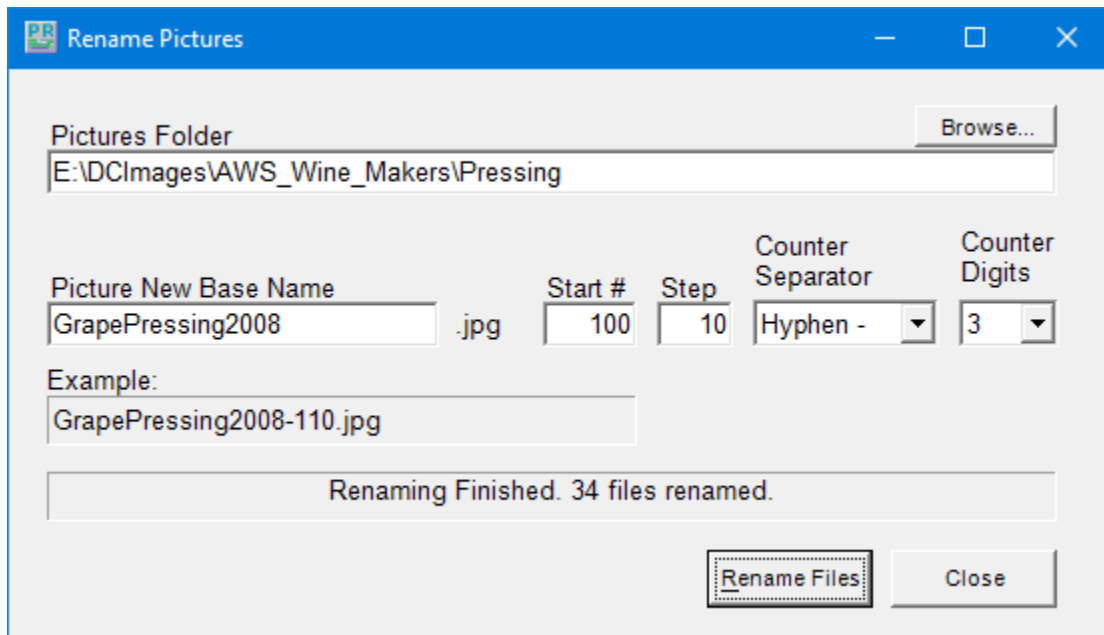 PR
Rename Pictures
Browse...
Pictures Folder
E:\DCImages\AWS_Wine_Makers\Pressing
Counter Separator
Counter Digits
Picture New Base Name
Start #
Step
GrapePressing2008
.jpg
100
10
Hyphen -
3
Example:
GrapePressing2008-110.jpg
Renaming Finished. 34 files renamed.
Rename Files
Close